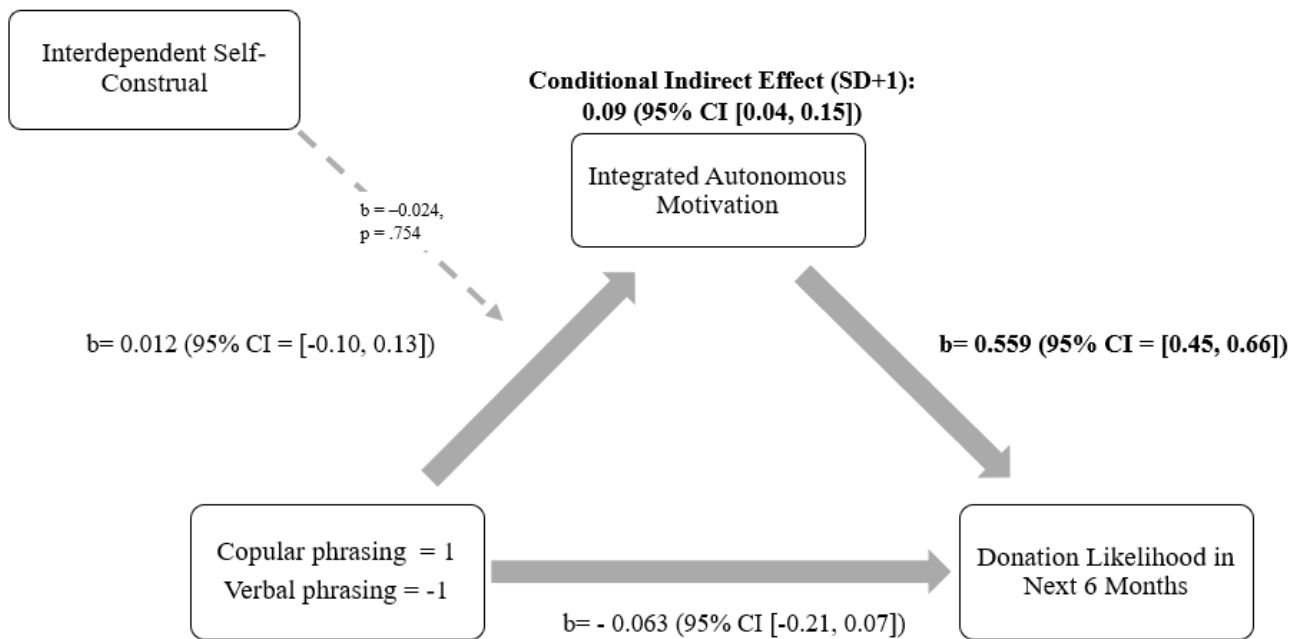 Interdependent Self-
Construal
Conditional Indirect Effect (SD+1):
0.09 (95% CI [0.04, 0.15])
Integrated Autonomous
Motivation
b = –0.024,
p = .754
b= 0.012 (95% CI = [-0.10, 0.13])
b= 0.559 (95% CI = [0.45, 0.66])
Copular phrasing = 1
Verbal phrasing = -1
Donation Likelihood in
Next 6 Months
b= - 0.063 (95% CI [-0.21, 0.07])